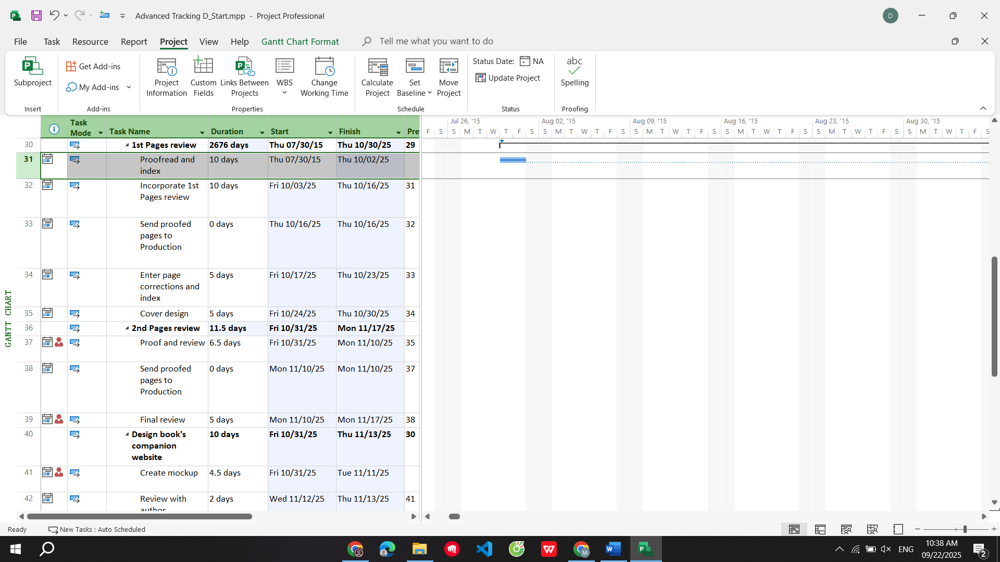 Advanced Tracking D_Start.mpp - Project Professional
D
File Task Resource Report Project View Help Gantt Chart Format Tell me what you want to do
Subproject
Insert
Get Add-ins
My Add-ins
Add-ins
Project Information
Custom Fields
Links Between Projects
WBS
Change Working Time
Properties
Calculate Project
Set Baseline
Move Project
Schedule
Status Date: NA
Update Project
Status
abc
Spelling
Proofing
Task Mode Task Name Duration Start Finish Pre
Jul 26, '15 Aug 02, '15 Aug 09, '15 Aug 16, '15 Aug 23, '15 Aug 30, '15
F S S M T W T F S S M T W T F S S M T W T F S S M T W T F S S M T W T F S S M T W T F S
30 1st Pages review 2676 days Thu 07/30/15 Thu 10/30/25 29
31 Proofread and index 10 days Thu 07/30/15 Thu 10/02/25
32 Incorporate 1st Pages review 10 days Fri 10/03/25 Thu 10/16/25 31
33 Send proofed pages to Production 0 days Thu 10/16/25 Thu 10/16/25 32
34 Enter page corrections and index 5 days Fri 10/17/25 Thu 10/23/25 33
35 Cover design 5 days Fri 10/24/25 Thu 10/30/25 34
36 2nd Pages review 11.5 days Fri 10/31/25 Mon 11/17/25
37 Proof and review 6.5 days Fri 10/31/25 Mon 11/10/25 35
38 Send proofed pages to Production 0 days Mon 11/10/25 Mon 11/10/25 37
39 Final review 5 days Mon 11/10/25 Mon 11/17/25 38
40 Design book's companion website 10 days Fri 10/31/25 Thu 11/13/25 30
41 Create mockup 4.5 days Fri 10/31/25 Tue 11/11/25
42 Review with author 2 days Wed 11/12/25 Thu 11/13/25 41
GANTT CHART
Ready New Tasks : Auto Scheduled
ENG
10:38 AM
09/22/2025
2